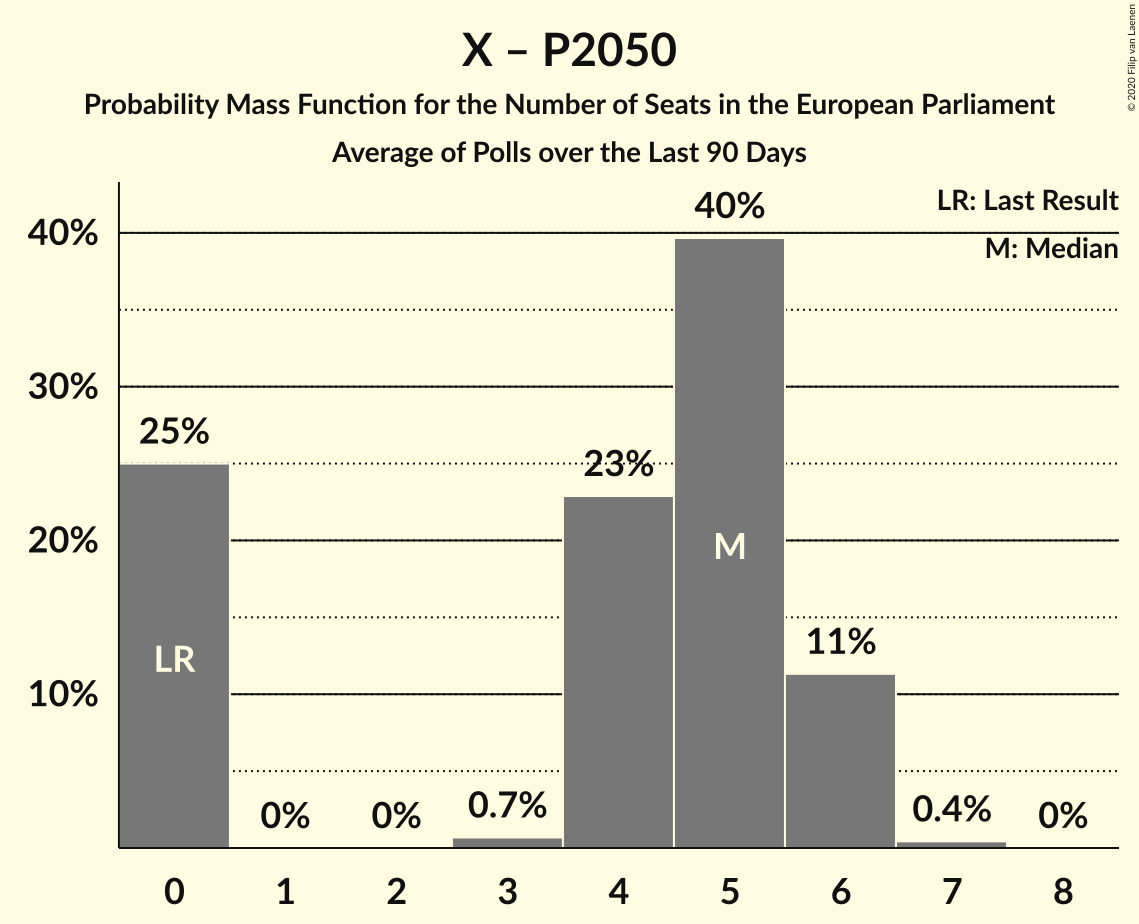 X – P2050
Probability Mass Function for the Number of Seats in the European Parliament
Average of Polls over the Last 90 Days
© 2020 Filip van Laenen
LR: Last Result
M: Median
40%
30%
20%
10%
25%
0%
0%
0.7%
23%
40%
11%
0.4%
0%
LR
M
0 1 2 3 4 5 6 7 8